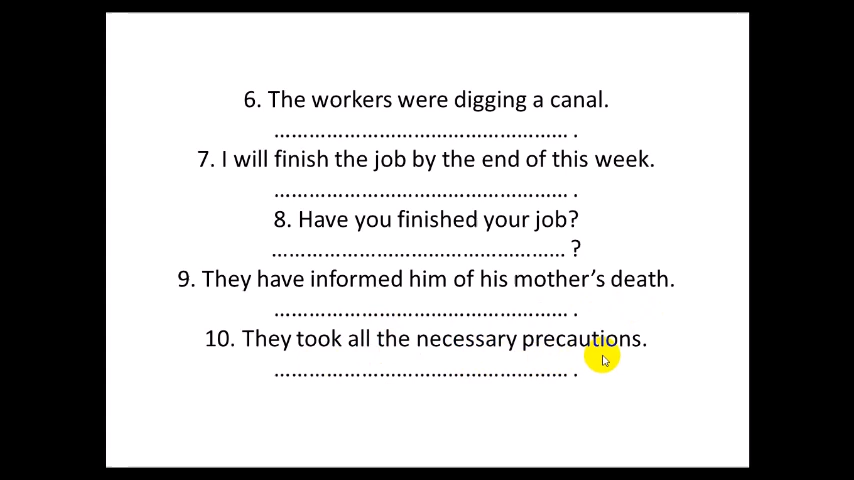 6. The workers were digging a canal.
…………………………………………… .
7. I will finish the job by the end of this week.
…………………………………………… .
8. Have you finished your job?
…………………………………………… ?
9. They have informed him of his mother’s death.
…………………………………………… .
10. They took all the necessary precautions.
…………………………………………… .